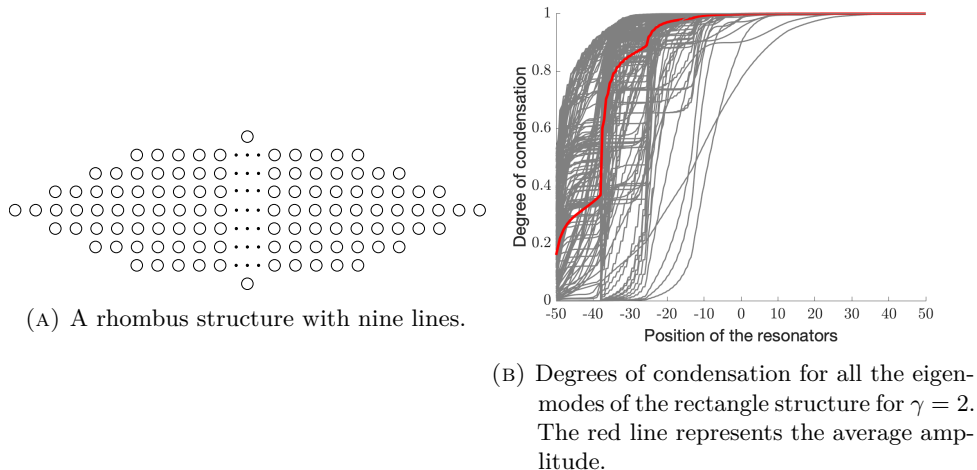 (A) A rhombus structure with nine lines.
1
0.8
0.6
0.4
0.2
0
-50 -40 -30 -20 -10 0 10 20 30 40 50
Degree of condensation
Position of the resonators
(B) Degrees of condensation for all the eigen-
modes of the rectangle structure for γ = 2.
The red line represents the average amp-
litude.